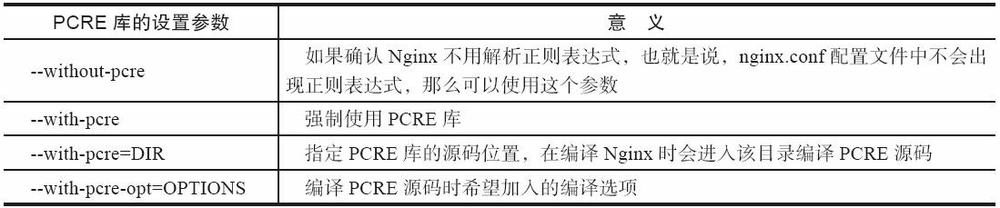 PCRE 库的设置参数 意 义
--without-pcre 如果确认 Nginx 不用解析正则表达式，也就是说，nginx.conf 配置文件中不会出
现正则表达式，那么可以使用这个参数
--with-pcre 强制使用 PCRE 库
--with-pcre=DIR 指定 PCRE 库的源码位置，在编译 Nginx 时会进入该目录编译 PCRE 源码
--with-pcre-opt=OPTIONS 编译 PCRE 源码时希望加入的编译选项